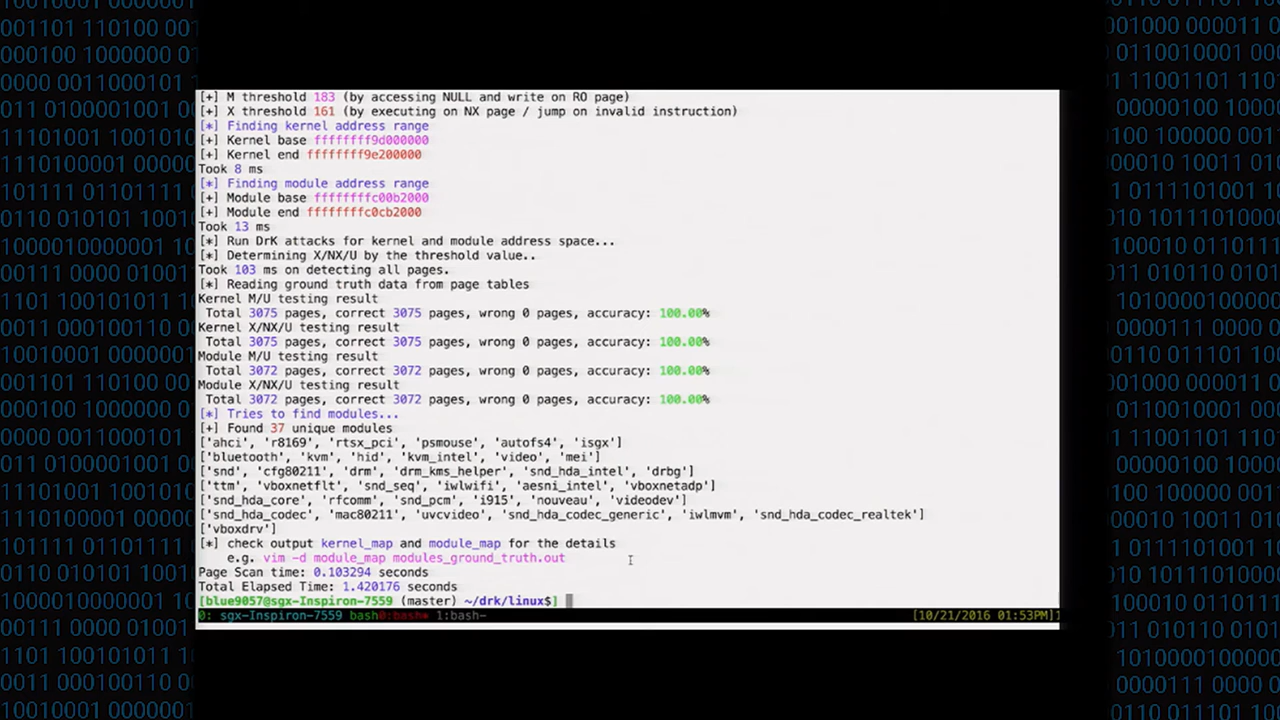 [+] M threshold 183 (by accessing NULL and write on RO page)
[+] X threshold 161 (by executing on NX page / jump on invalid instruction)
[*] Finding kernel address range
[+] Kernel base ffffffff9d000000
[+] Kernel end ffffffff9e200000
Took 8 ms
[*] Finding module address range
[+] Module base ffffffffc00b2000
[+] Module end ffffffffc0cb2000
Took 13 ms
[*] Run DrK attacks for kernel and module address space...
[*] Determining X/NX/U by the threshold value..
Took 103 ms on detecting all pages.
[*] Reading ground truth data from page tables
Kernel M/U testing result
Total 3075 pages, correct 3075 pages, wrong 0 pages, accuracy: 100.00%
Kernel X/NX/U testing result
Total 3075 pages, correct 3075 pages, wrong 0 pages, accuracy: 100.00%
Module M/U testing result
Total 3072 pages, correct 3072 pages, wrong 0 pages, accuracy: 100.00%
Module X/NX/U testing result
Total 3072 pages, correct 3072 pages, wrong 0 pages, accuracy: 100.00%
[*] Tries to find modules...
[+] Found 37 unique modules
['ahci', 'r8169', 'rtsx_pci', 'psmouse', 'autofs4', 'isgx']
['bluetooth', 'kvm', 'hid', 'kvm_intel', 'video', 'mei']
['snd', 'cfg80211', 'drm', 'drm_kms_helper', 'snd_hda_intel', 'drbg']
['ttm', 'vboxnetflt', 'snd_seq', 'iwlwifi', 'aesni_intel', 'vboxnetadp']
['snd_hda_core', 'rfcomm', 'snd_pcm', 'i915', 'nouveau', 'videodev']
['snd_hda_codec', 'mac80211', 'uvcvideo', 'snd_hda_codec_generic', 'iwlmvm', 'snd_hda_codec_realtek']
['vboxdrv']
[*] check output kernel_map and module_map for the details
e.g. vim -d module_map modules_ground_truth.out
Page Scan time: 0.103294 seconds
Total Elapsed Time: 1.420176 seconds
[blue9057@sgx-Inspiron-7559 (master) ~/drk/linux$]
0: sgx-Inspiron-7559 bash 0:bash* 1:bash- [10/21/2016 01:53PM]